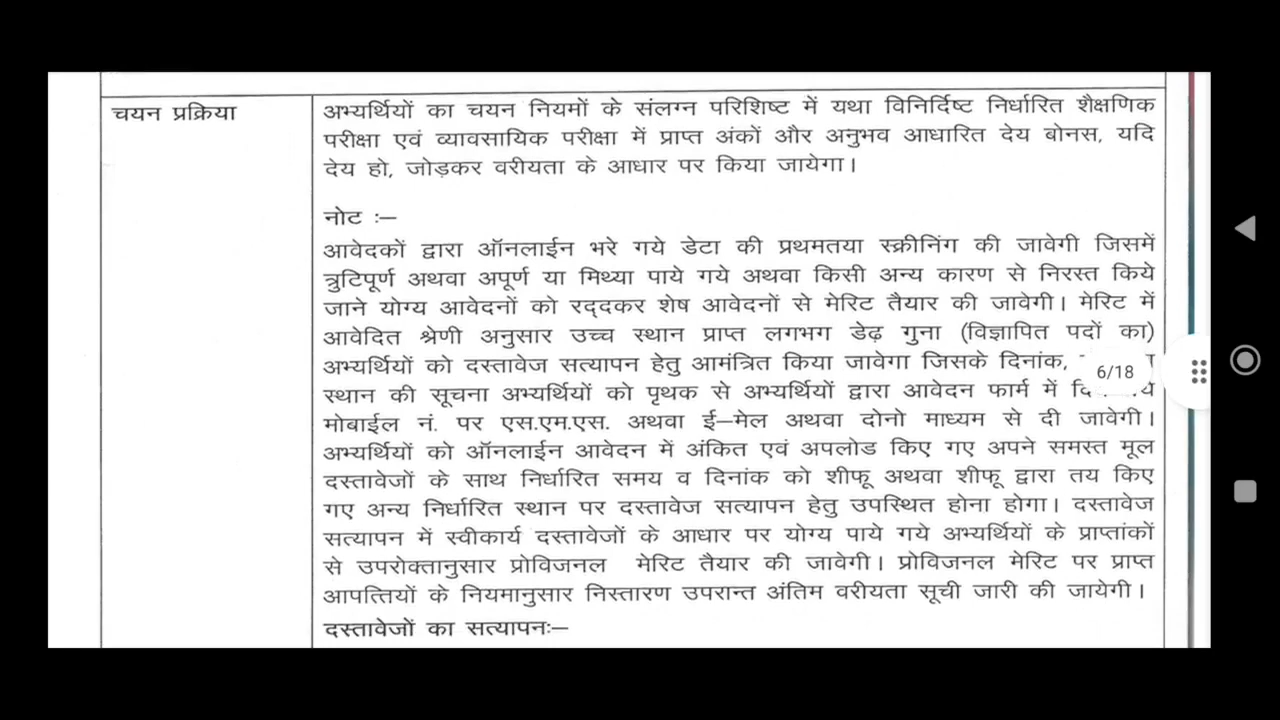 चयन प्रक्रिया
अभ्यर्थियों का चयन नियमों के संलग्न परिशिष्ट में यथा विनिर्दिष्ट निर्धारित शैक्षणिक
परीक्षा एवं व्यावसायिक परीक्षा में प्राप्त अंकों और अनुभव आधारित देय बोनस, यदि
देय हो, जोड़कर वरीयता के आधार पर किया जायेगा।
नोट :–
आवेदकों द्वारा ऑनलाईन भरे गये डेटा की प्रथमतया स्क्रीनिंग की जावेगी जिसमें
त्रुटिपूर्ण अथवा अपूर्ण या मिथ्या पाये गये अथवा किसी अन्य कारण से निरस्त किये
जाने योग्य आवेदनों को रद्दकर शेष आवेदनों से मेरिट तैयार की जावेगी। मेरिट में
आवेदित श्रेणी अनुसार उच्च स्थान प्राप्त लगभग डेढ़ गुना (विज्ञापित पदों का)
अभ्यर्थियों को दस्तावेज सत्यापन हेतु आमंत्रित किया जावेगा जिसके दिनांक,
6/18
स्थान की सूचना अभ्यर्थियों को पृथक से अभ्यर्थियों द्वारा आवेदन फार्म में
मोबाईल नं. पर एस.एम.एस. अथवा ई–मेल अथवा दोनो माध्यम से दी जावेगी।
अभ्यर्थियों को ऑनलाईन आवेदन में अंकित एवं अपलोड किए गए अपने समस्त मूल
दस्तावेजों के साथ निर्धारित समय व दिनांक को शीफू अथवा शीफू द्वारा तय किए
गए अन्य निर्धारित स्थान पर दस्तावेज सत्यापन हेतु उपस्थित होना होगा। दस्तावेज
सत्यापन में स्वीकार्य दस्तावेजों के आधार पर योग्य पाये गये अभ्यर्थियों के प्राप्तांकों
से उपरोक्तानुसार प्रोविजनल मेरिट तैयार की जावेगी। प्रोविजनल मेरिट पर प्राप्त
आपत्तियों के नियमानुसार निस्तारण उपरान्त अंतिम वरीयता सूची जारी की जायेगी।
दस्तावेजों का सत्यापनः–